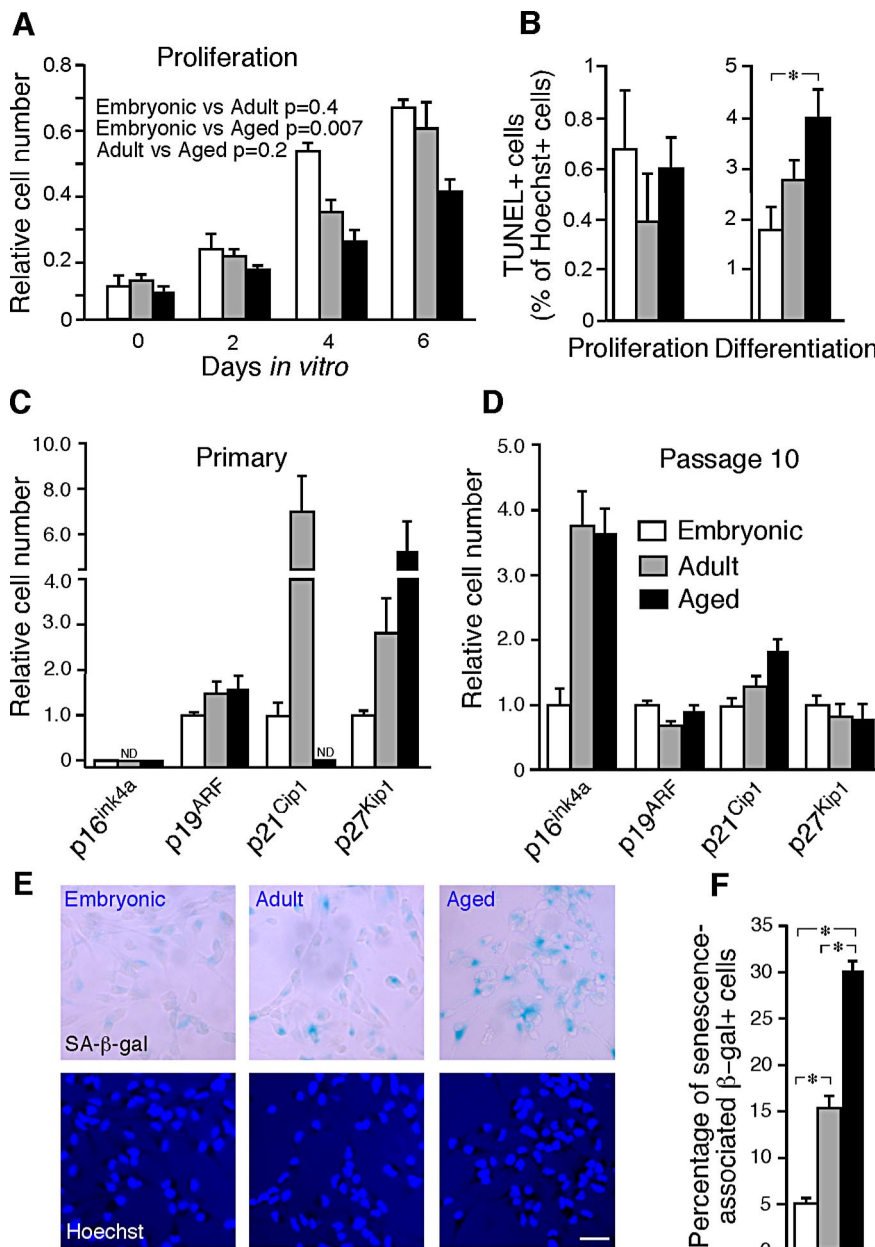 A
Proliferation
Embryonic vs Adult p=0.4
Embryonic vs Aged p=0.007
Adult vs Aged p=0.2
Relative cell number
0.8
0.6
0.4
0.2
0
0 2 4 6
Days in vitro
B
TUNEL+ cells
(% of Hoechst+ cells)
1
0.8
0.6
0.4
0.2
0
5
4
3
2
1
*
Proliferation Differentiation
C
Primary
Relative cell number
10.0
8.0
6.0
4.0
3.0
2.0
1.0
0
ND
ND
p16ink4a
p19ARF
p21Cip1
p27Kip1
D
Passage 10
Relative cell number
5.0
4.0
3.0
2.0
1.0
0
Embryonic
Adult
Aged
p16ink4a
p19ARF
p21Cip1
p27Kip1
E
Embryonic
Adult
Aged
SA-β-gal
Hoechst
F
Percentage of senescence-
associated β-gal+ cells
35
30
25
20
15
10
5
0
*
*
*